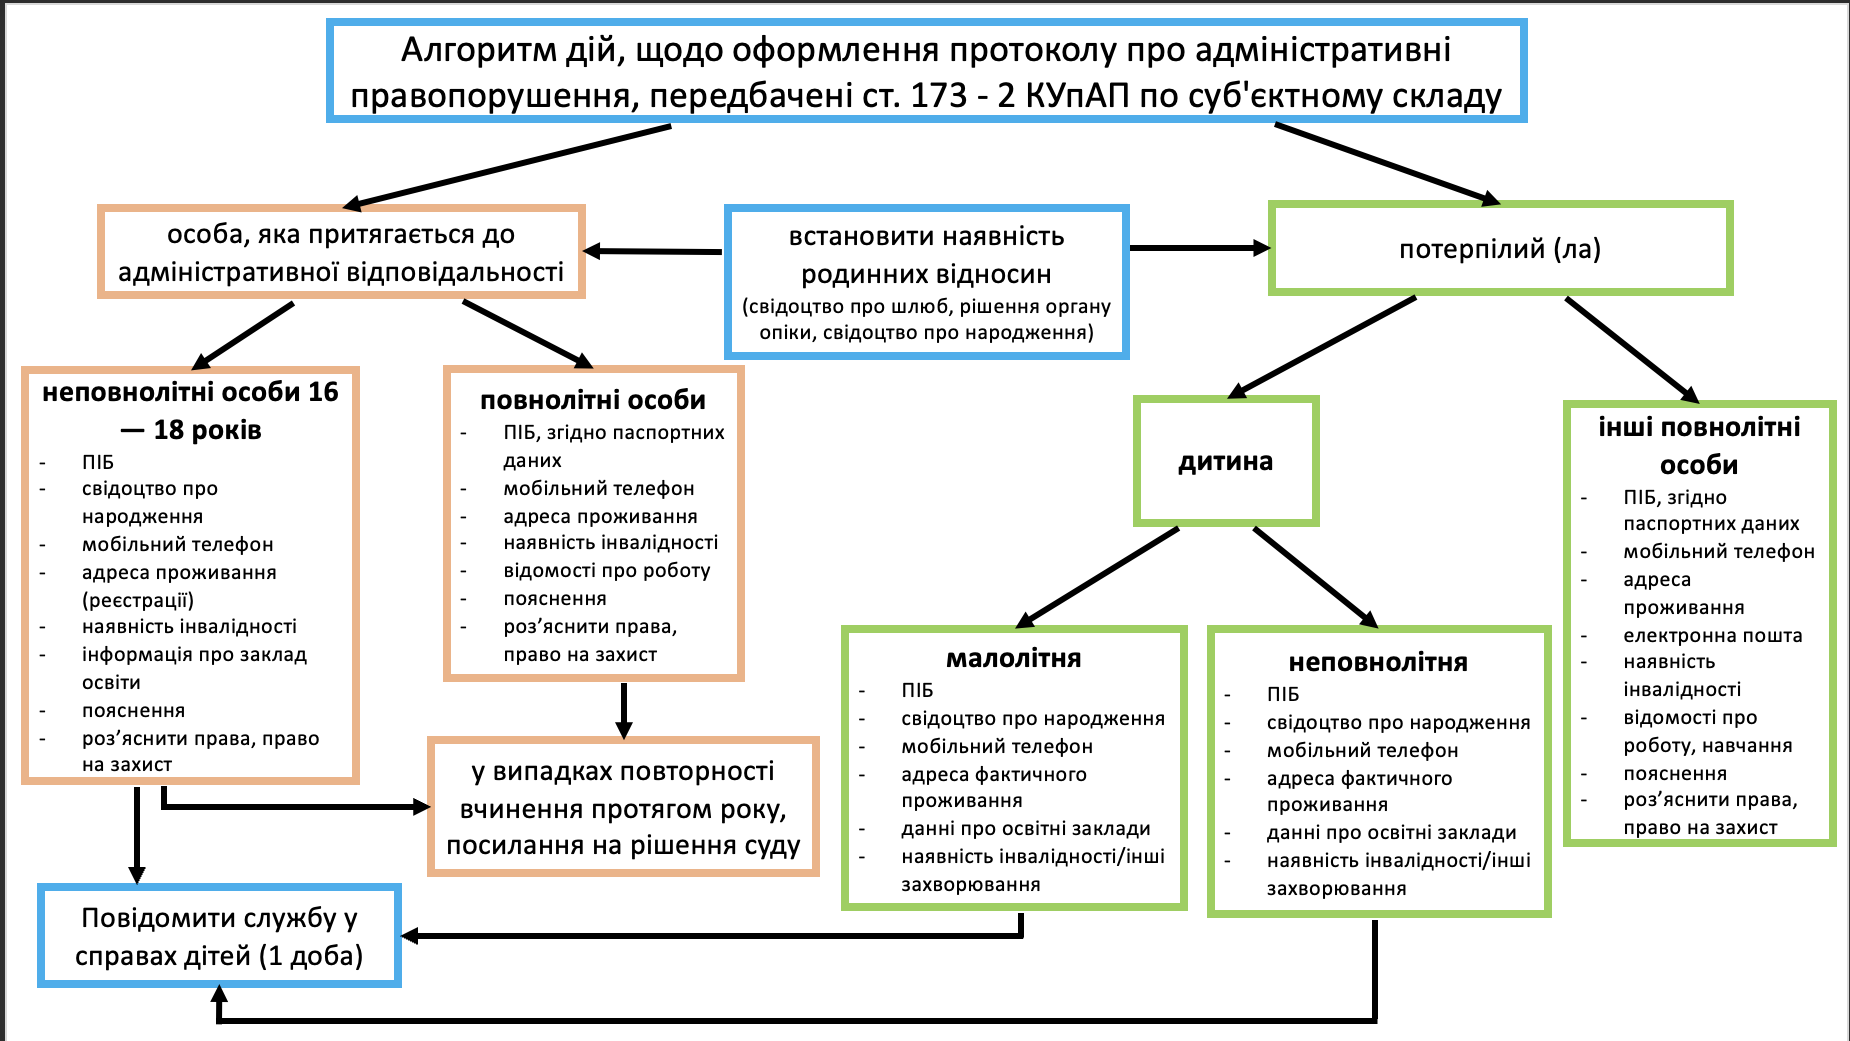 Алгоритм дій, щодо оформлення протоколу про адміністративні
правопорушення, передбачені ст. 173 - 2 КУпАП по суб'єктному складу
особа, яка притягається до
адміністративної відповідальності
встановити наявність
родинних відносин
(свідоцтво про шлюб, рішення органу
опіки, свідоцтво про народження)
потерпілий (ла)
неповнолітні особи 16
— 18 років
- ПІБ
- свідоцтво про
народження
- мобільний телефон
- адреса проживання
(реєстрації)
- наявність інвалідності
- інформація про заклад
освіти
- пояснення
- роз’яснити права, право
на захист
повнолітні особи
- ПІБ, згідно паспортних
даних
- мобільний телефон
- адреса проживання
- наявність інвалідності
- відомості про роботу
- пояснення
- роз’яснити права,
право на захист
у випадках повторності
вчинення протягом року,
посилання на рішення суду
Повідомити службу у
справах дітей (1 доба)
дитина
малолітня
- ПІБ
- свідоцтво про народження
- мобільний телефон
- адреса фактичного
проживання
- данні про освітні заклади
- наявність інвалідності/інші
захворювання
неповнолітня
- ПІБ
- свідоцтво про народження
- мобільний телефон
- адреса фактичного
проживання
- данні про освітні заклади
- наявність інвалідності/інші
захворювання
інші повнолітні
особи
- ПІБ, згідно
паспортних даних
- мобільний телефон
- адреса
проживання
- електронна пошта
- наявність
інвалідності
- відомості про
роботу, навчання
- пояснення
- роз’яснити права,
право на захист